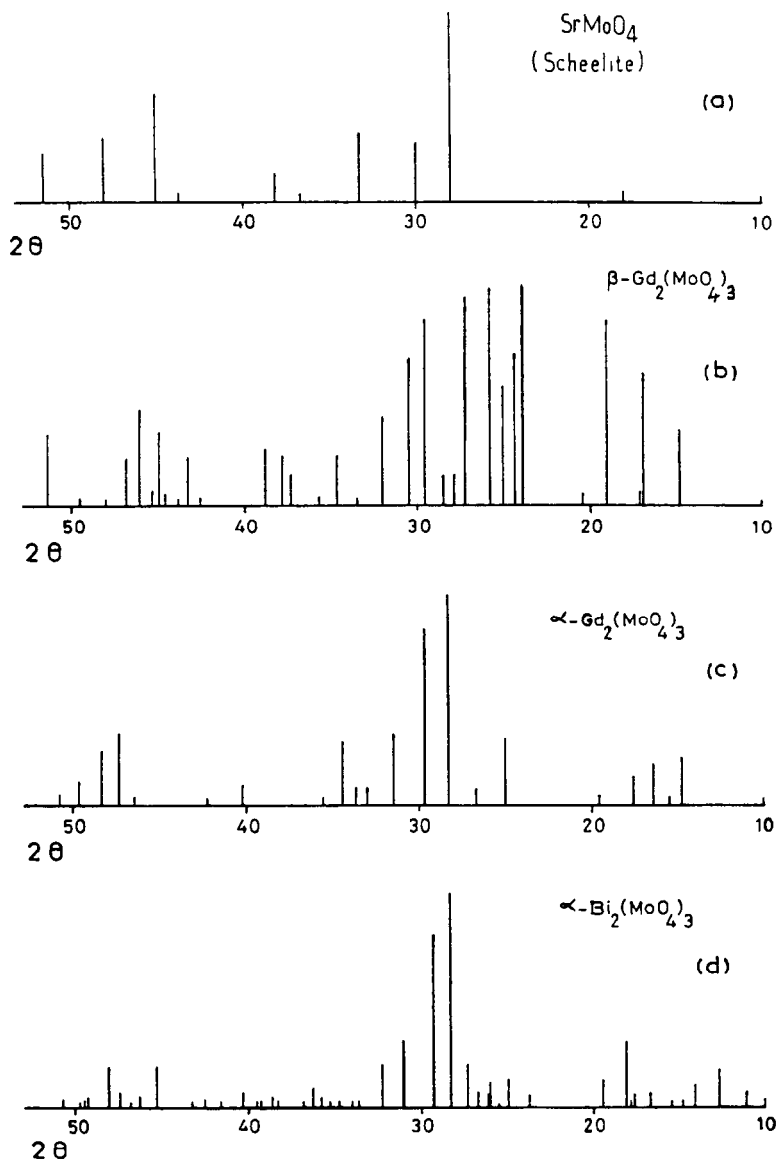 SrMoO₄
(Scheelite)
(a)
50 40 30 20 10
2θ
β-Gd₂(MoO₄)₃
(b)
50 40 30 20 10
2θ
α-Gd₂(MoO₄)₃
(c)
50 40 30 20 10
2θ
α-Bi₂(MoO₄)₃
(d)
50 40 30 20 10
2θ